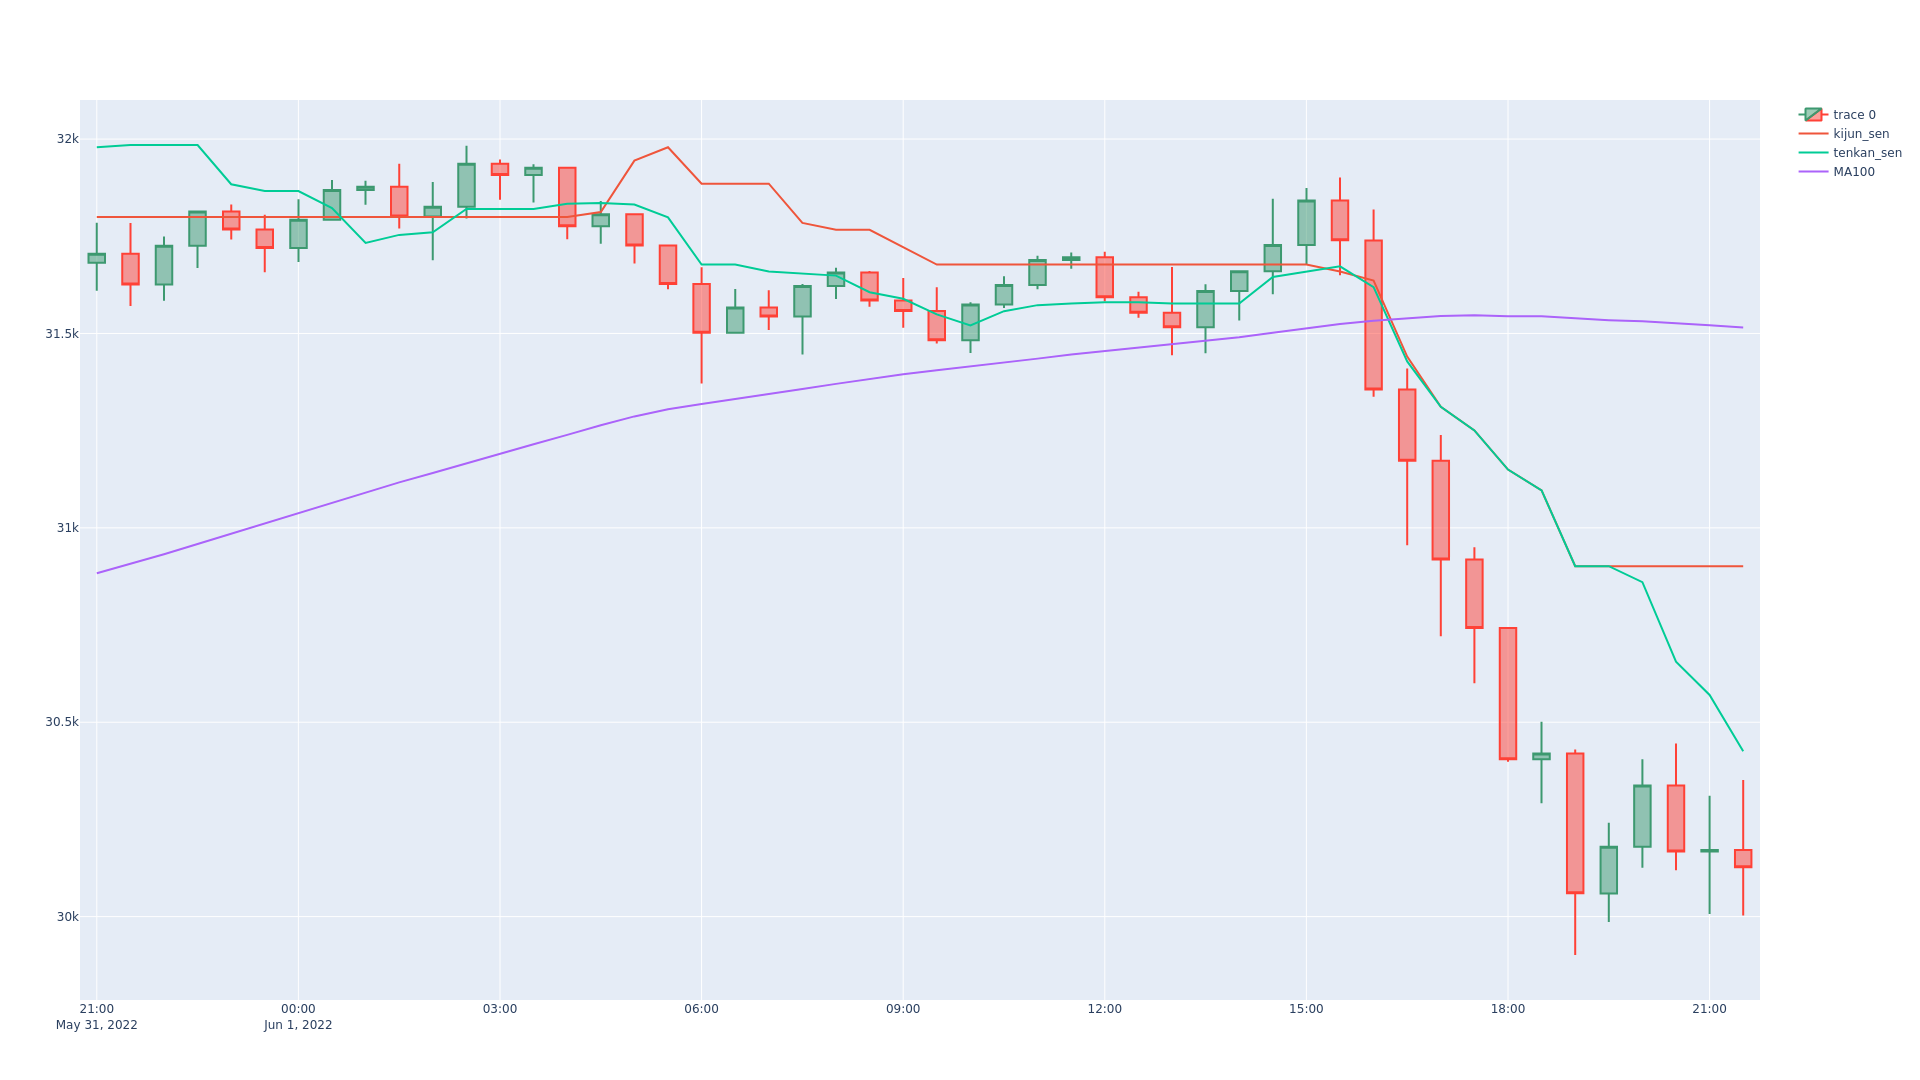 32k
31.5k
31k
30.5k
30k
21:00
May 31, 2022
00:00
Jun 1, 2022
03:00
06:00
09:00
12:00
15:00
18:00
21:00
trace 0
kijun_sen
tenkan_sen
MA100